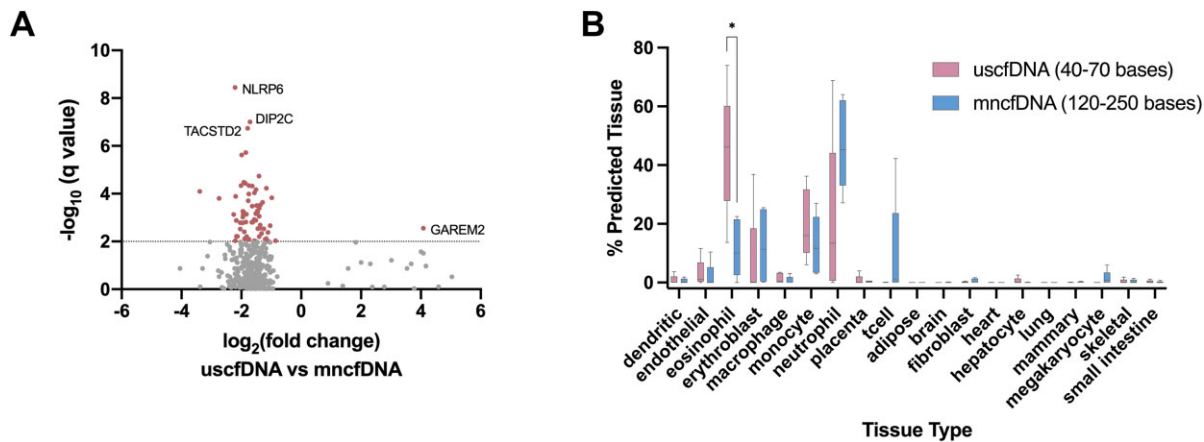 A
10
8
6
4
2
0
-log10 (q value)
NLRP6
DIP2C
TACSTD2
GAREM2
-6
-4
-2
0
2
4
6
log2(fold change)
uscfDNA vs mncfDNA
B
80
60
40
20
0
% Predicted Tissue
*
uscfDNA (40-70 bases)
mncfDNA (120-250 bases)
dendritic
endothelial
eosinophil
erythroblast
macrophage
monocyte
neutrophil
placenta
tcell
adipose
brain
fibroblast
heart
hepatocyte
lung
mammary
megakaryocyte
skeletal
small intestine
Tissue Type